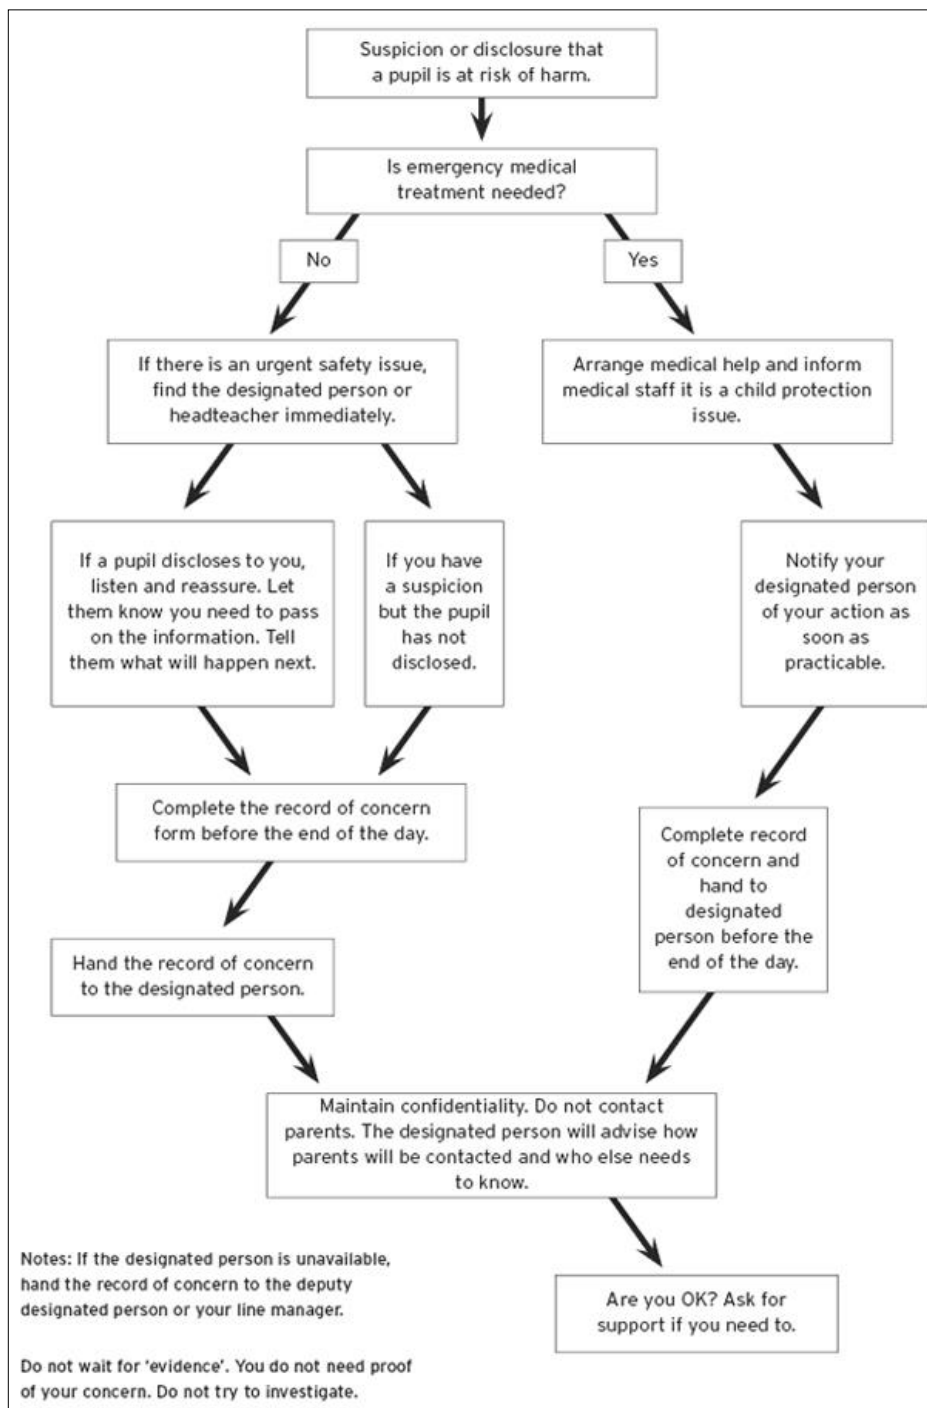 Suspicion or disclosure that
a pupil is at risk of harm.
Is emergency medical
treatment needed?
No
Yes
If there is an urgent safety issue,
find the designated person or
headteacher immediately.
Arrange medical help and inform
medical staff it is a child protection
issue.
If a pupil discloses to you,
listen and reassure. Let
them know you need to pass
on the information. Tell
them what will happen next.
If you have
a suspicion
but the pupil
has not
disclosed.
Notify your
designated person
of your action as
soon as
practicable.
Complete the record of concern
form before the end of the day.
Complete record
of concern and
hand to
designated
person before the
end of the day.
Hand the record of concern
to the designated person.
Maintain confidentiality. Do not contact
parents. The designated person will advise how
parents will be contacted and who else needs
to know.
Are you OK? Ask for
support if you need to.
Notes: If the designated person is unavailable,
hand the record of concern to the deputy
designated person or your line manager.
Do not wait for ‘evidence’. You do not need proof
of your concern. Do not try to investigate.